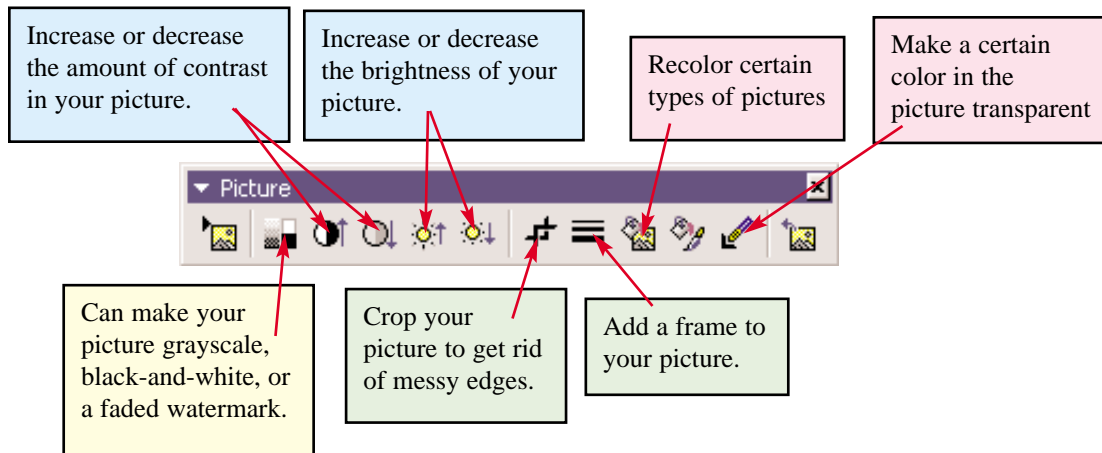 Increase or decrease
the amount of contrast
in your picture.
Increase or decrease
the brightness of your
picture.
Recolor certain
types of pictures
Make a certain
color in the
picture transparent
Picture
Can make your
picture grayscale,
black-and-white, or
a faded watermark.
Crop your
picture to get rid
of messy edges.
Add a frame to
your picture.